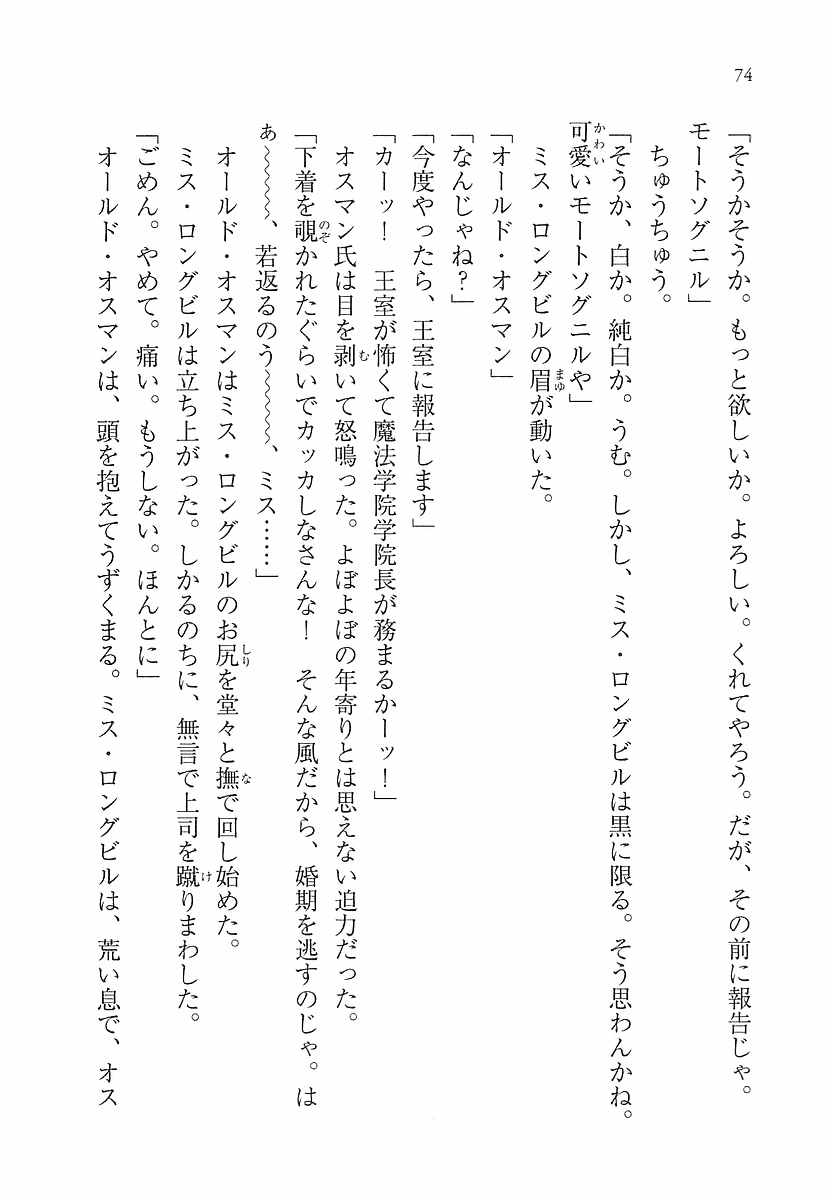 74
「そうかそうか。もっと欲しいか。よろしい。くれてやろう。だが、その前に報告じゃ。
モートソグニル」
ちゅうちゅう。
「そうか、白か。純白か。うむ。しかし、ミス・ロングビルは黒に限る。そう思わんかね。
可愛いモートソグニルや」
ミス・ロングビルの眉が動いた。
「オールド・オスマン」
「なんじゃね？」
「今度やったら、王室に報告します」
「カーッ！　王室が怖くて魔法学院学院長が務まるかーッ！」
オスマン氏は目を剥いて怒鳴った。よぼよぼの年寄りとは思えない迫力だった。
「下着を覗かれたぐらいでカッカしなさんな！　そんな風だから、婚期を逃すのじゃ。は
ぁ～～～～、若返るのう～～～～、ミス……」
オールド・オスマンはミス・ロングビルのお尻を堂々と撫で回し始めた。
ミス・ロングビルは立ち上がった。しかるのちに、無言で上司を蹴りまわした。
「ごめん。やめて。痛い。もうしない。ほんとに」
オールド・オスマンは、頭を抱えてうずくまる。ミス・ロングビルは、荒い息で、オス